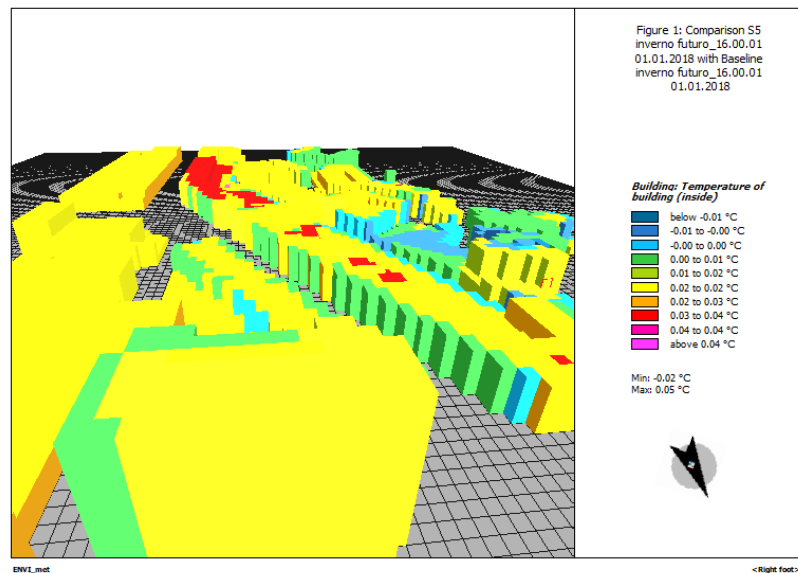 Figure 1: Comparison S5
inverno futuro_16.00.01
01.01.2018 with Baseline
inverno futuro_16.00.01
01.01.2018
Building: Temperature of
building (inside)
below -0.01 °C
-0.01 to -0.00 °C
-0.00 to 0.00 °C
0.00 to 0.01 °C
0.01 to 0.02 °C
0.02 to 0.02 °C
0.02 to 0.03 °C
0.03 to 0.04 °C
0.04 to 0.04 °C
above 0.04 °C
Min: -0.02 °C
Max: 0.05 °C
ENVI_met
<Right foot>